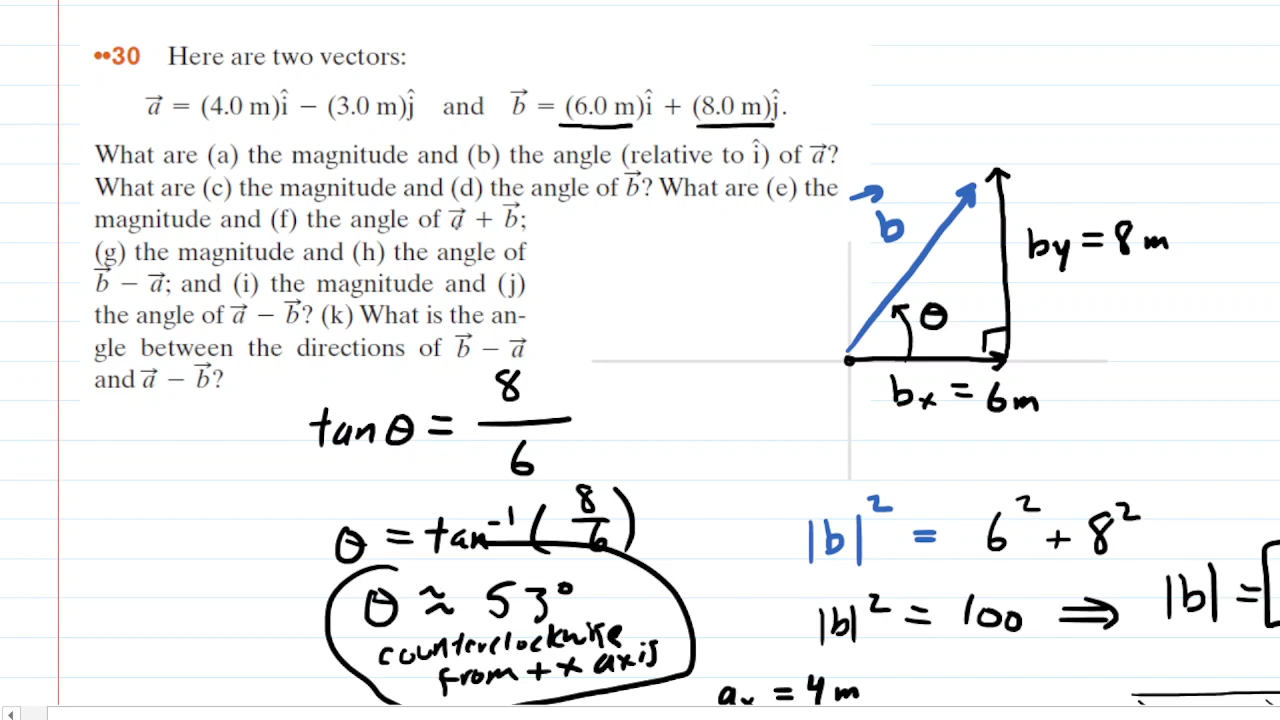 ••30 Here are two vectors:
a⃗ = (4.0 m)î − (3.0 m)ĵ and b⃗ = (6.0 m)î + (8.0 m)ĵ.
What are (a) the magnitude and (b) the angle (relative to î) of a⃗?
What are (c) the magnitude and (d) the angle of b⃗? What are (e) the
magnitude and (f) the angle of a⃗ + b⃗;
(g) the magnitude and (h) the angle of
b⃗ − a⃗; and (i) the magnitude and (j)
the angle of a⃗ − b⃗? (k) What is the an-
gle between the directions of b⃗ − a⃗
and a⃗ − b⃗?
b⃗
by = 8 m
θ
bx = 6 m
tan θ = 8/6
θ = tan⁻¹(8/6)
θ ≈ 53°
counterclockwise
from + x axis
|b|² = 6² + 8²
|b|² = 100 ⇒ |b| =
ax = 4 m